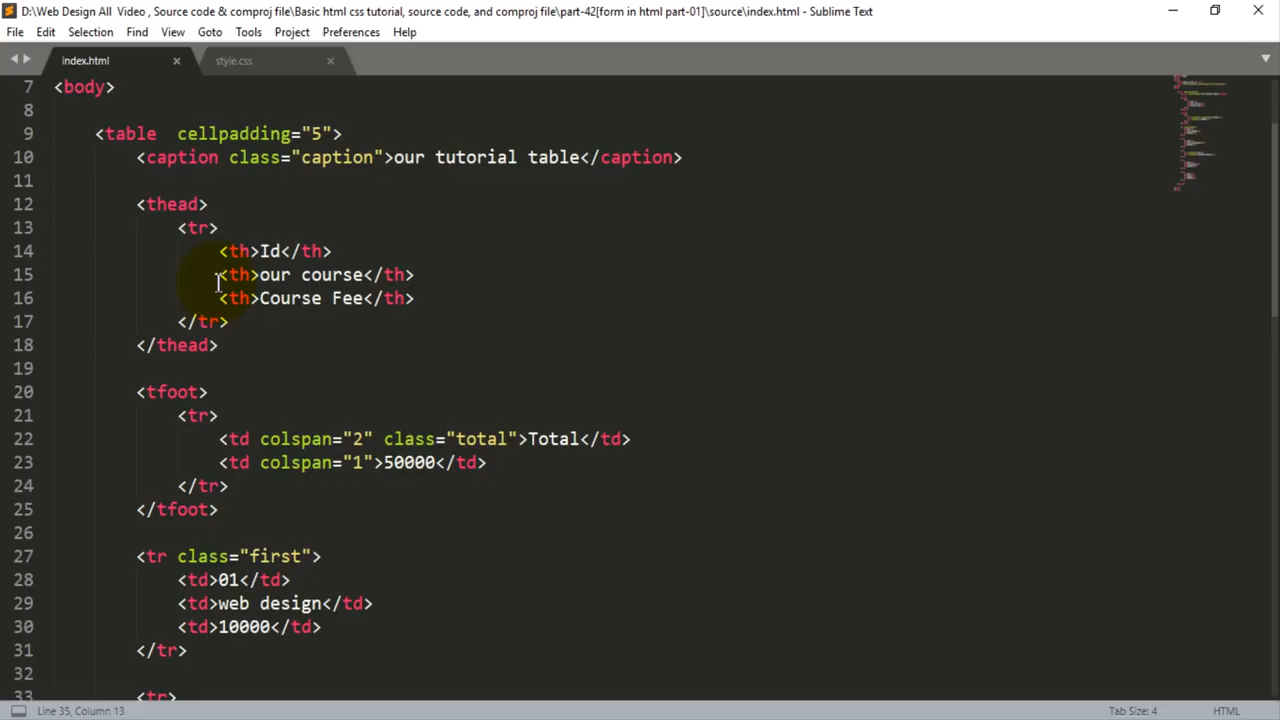 D:\Web Design All  Video , Source code & comproj file\Basic html css tutorial, source code, and comproj file\part-42[form in html part-01]\source\index.html - Sublime Text
File Edit Selection Find View Goto Tools Project Preferences Help
index.html × style.css ×
7 <body>
8
9 <table  cellpadding="5">
10 <caption class="caption">our tutorial table</caption>
11
12 <thead>
13 <tr>
14 <th>Id</th>
15 <th>our course</th>
16 <th>Course Fee</th>
17 </tr>
18 </thead>
19
20 <tfoot>
21 <tr>
22 <td colspan="2" class="total">Total</td>
23 <td colspan="1">50000</td>
24 </tr>
25 </tfoot>
26
27 <tr class="first">
28 <td>01</td>
29 <td>web design</td>
30 <td>10000</td>
31 </tr>
32
33 <tr>
Line 35, Column 13 Tab Size: 4 HTML